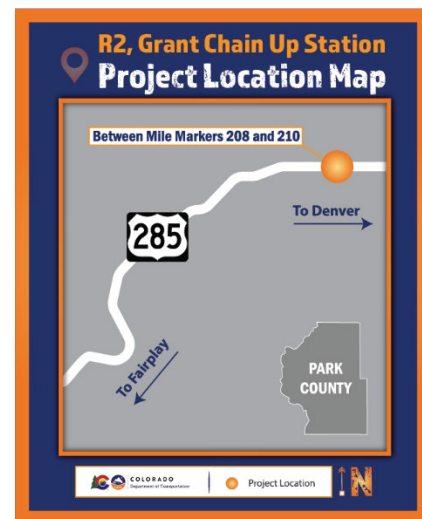 R2, Grant Chain Up Station
Project Location Map
Between Mile Markers 208 and 210
To Denver
285
To Fairplay
PARK
COUNTY
COLORADO
Department of Transportation
Project Location
N